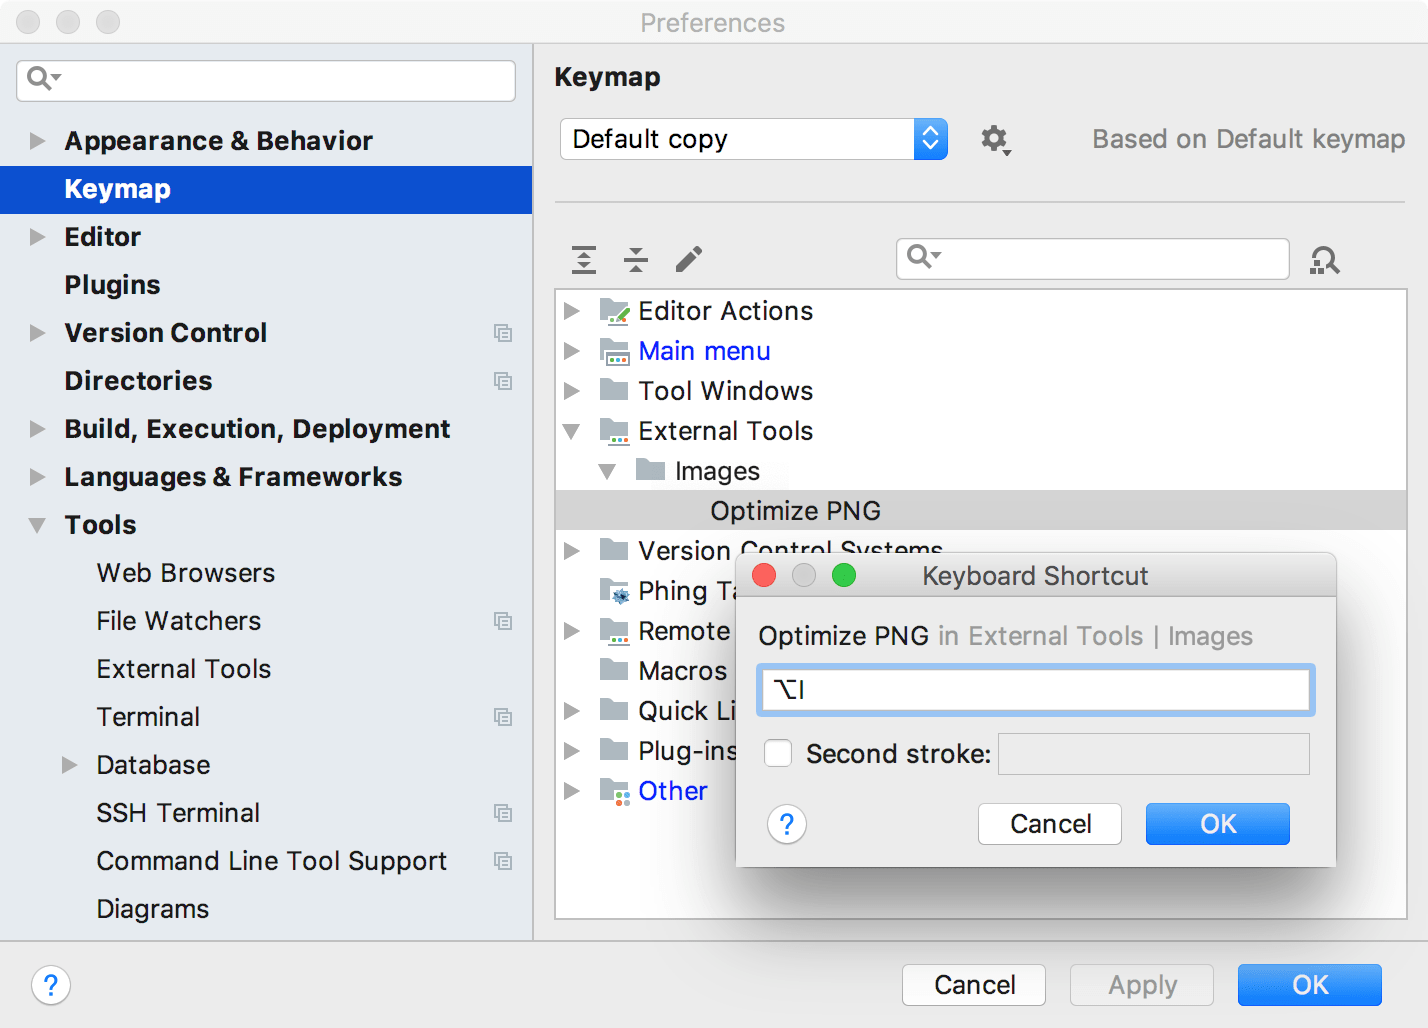 Preferences
Appearance & Behavior
Keymap
Editor
Plugins
Version Control
Directories
Build, Execution, Deployment
Languages & Frameworks
Tools
Web Browsers
File Watchers
External Tools
Terminal
Database
SSH Terminal
Command Line Tool Support
Diagrams
Keymap
Default copy
Based on Default keymap
Editor Actions
Main menu
Tool Windows
External Tools
Images
Optimize PNG
Version Control Systems
Phing Ta
Remote
Macros
Quick Li
Plug-ins
Other
Keyboard Shortcut
Optimize PNG in External Tools | Images
⌥I
Second stroke:
?
Cancel
OK
?
Cancel
Apply
OK